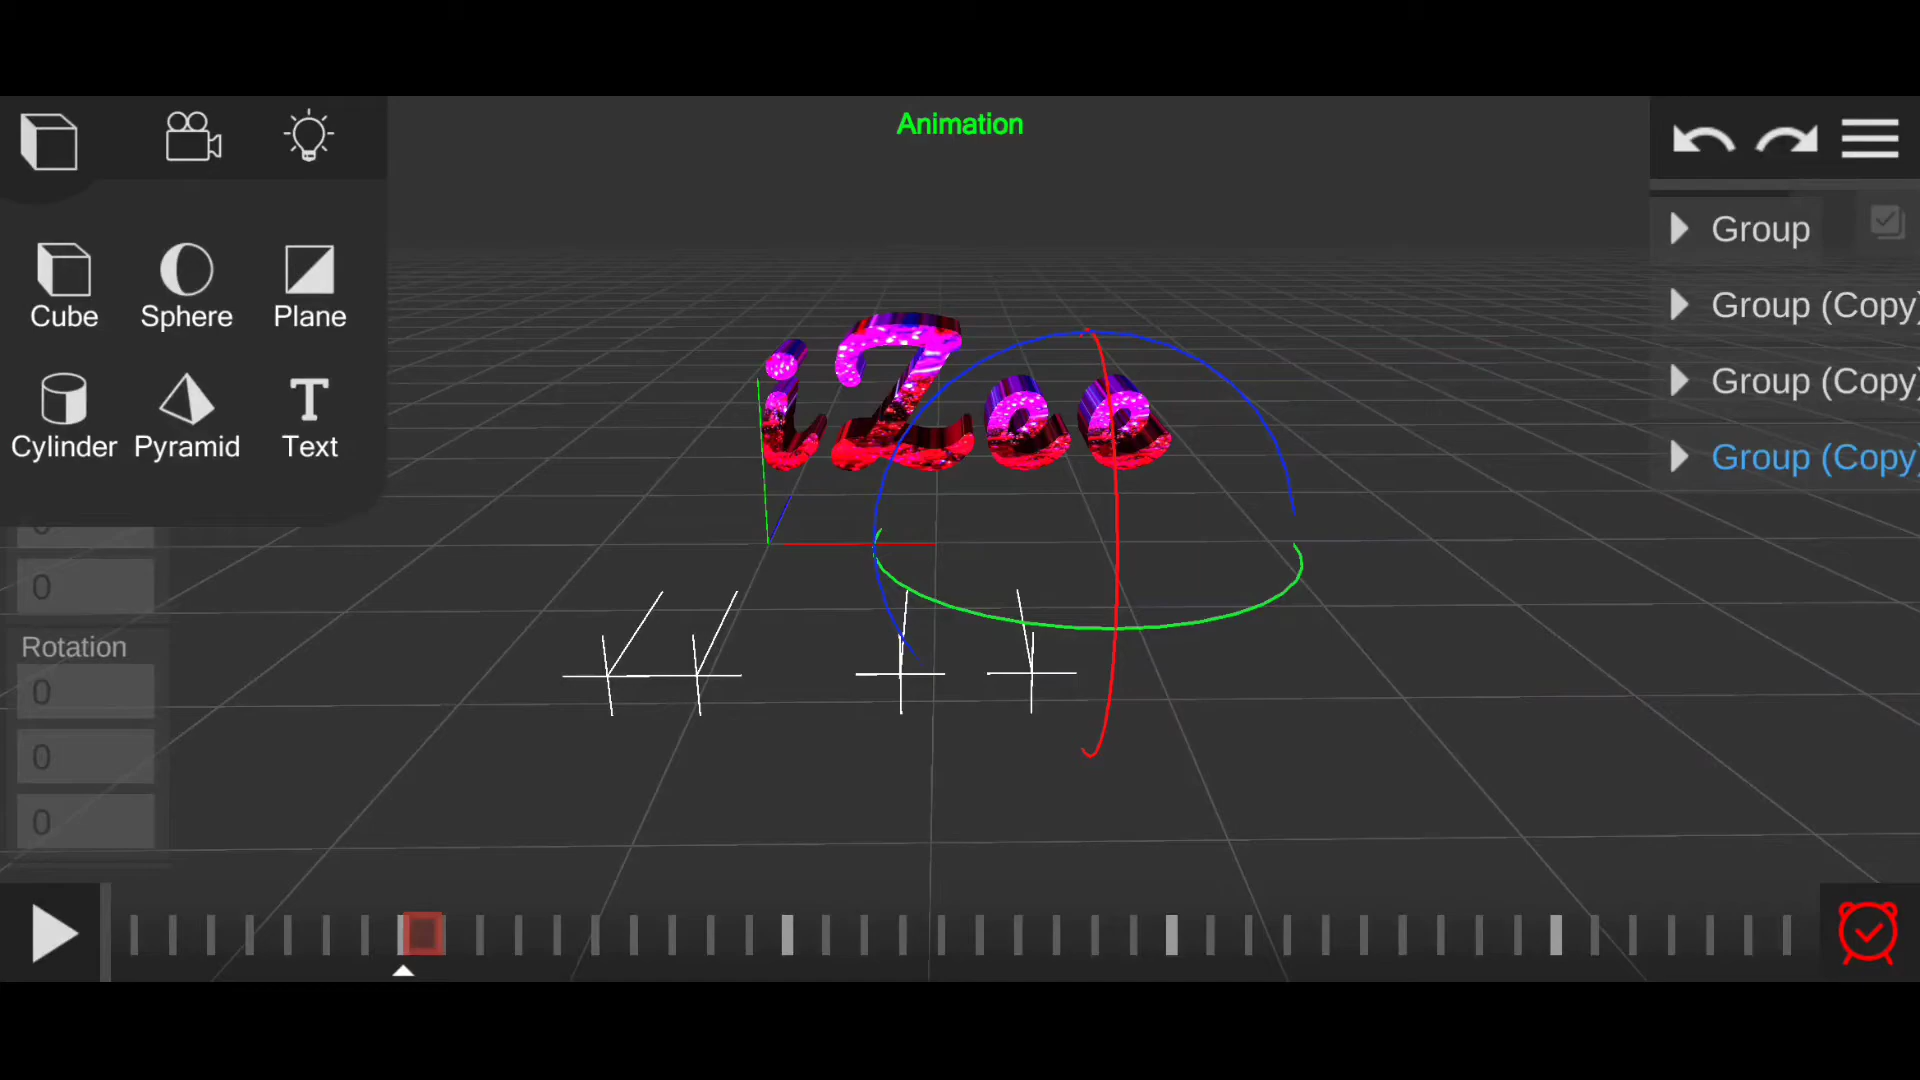 Animation
Cube
Sphere
Plane
Cylinder
Pyramid
Text
iZoo
Group
Group (Copy)
Group (Copy)
Group (Copy)
0
Rotation
0
0
0